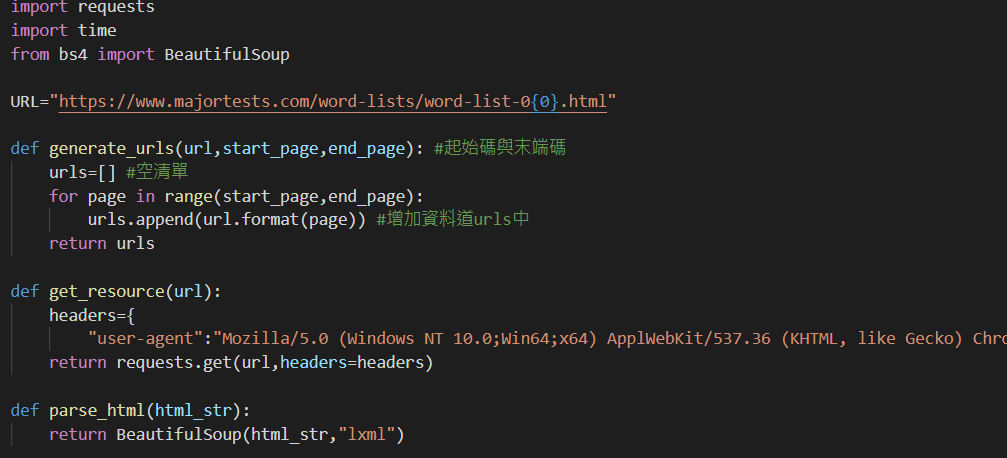 import requests
import time
from bs4 import BeautifulSoup
URL="https://www.majortests.com/word-lists/word-list-0{0}.html"
def generate_urls(url,start_page,end_page): #起始碼與末端碼
urls=[] #空清單
for page in range(start_page,end_page):
urls.append(url.format(page)) #增加資料道urls中
return urls
def get_resource(url):
headers={
"user-agent":"Mozilla/5.0 (Windows NT 10.0;Win64;x64) ApplWebKit/537.36 (KHTML, like Gecko) Chro
return requests.get(url,headers=headers)
def parse_html(html_str):
return BeautifulSoup(html_str,"lxml")